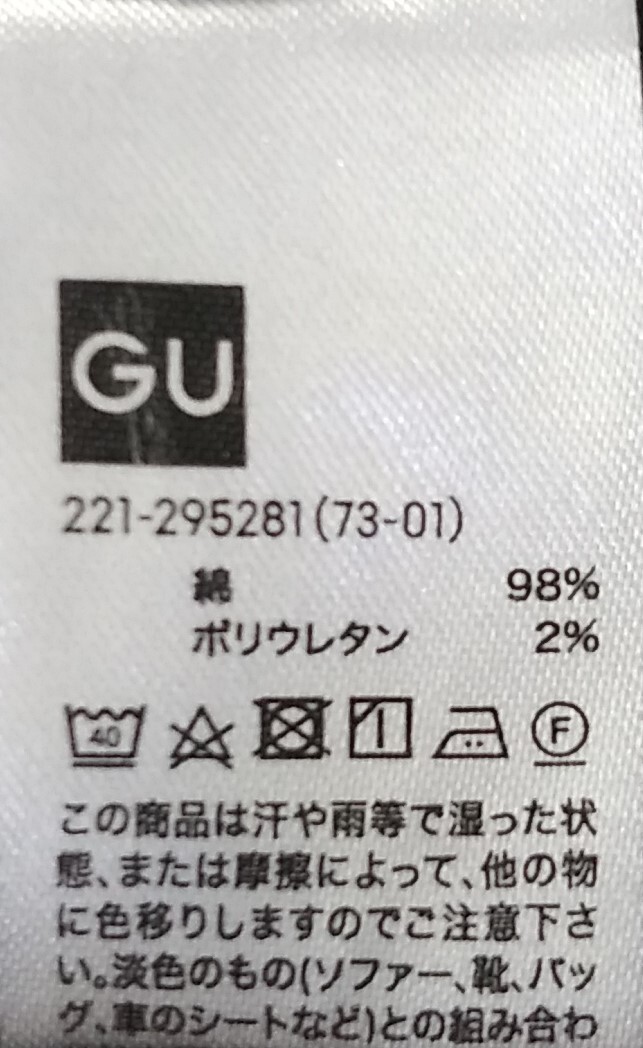 GU
221-295281(73-01)
綿 98%
ポリウレタン 2%
40 F
この商品は汗や雨等で湿った状
態、または摩擦によって、他の物
に色移りしますのでご注意下さ
い。淡色のもの(ソファー、靴、バッ
グ、車のシートなど)との組み合わ